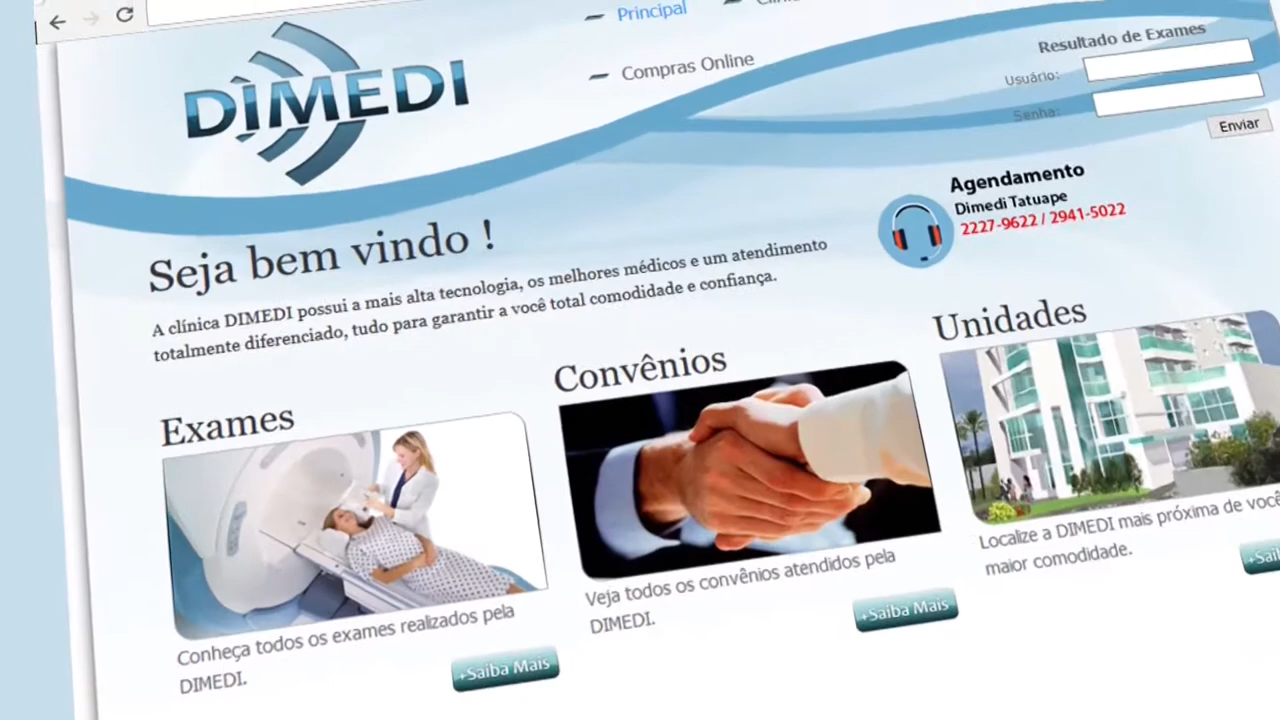 Principal
Compras Online
DIMEDI
Resultado de Exames
Usuário:
Senha:
Enviar
Agendamento
Dimedi Tatuape
2227-9622 / 2941-5022
Seja bem vindo !
A clínica DIMEDI possui a mais alta tecnologia, os melhores médicos e um atendimento
totalmente diferenciado, tudo para garantir a você total comodidade e confiança.
Exames
Conheça todos os exames realizados pela
DIMEDI.
+Saiba Mais
Convênios
Veja todos os convênios atendidos pela
DIMEDI.
+Saiba Mais
Unidades
Localize a DIMEDI mais próxima de você
maior comodidade.